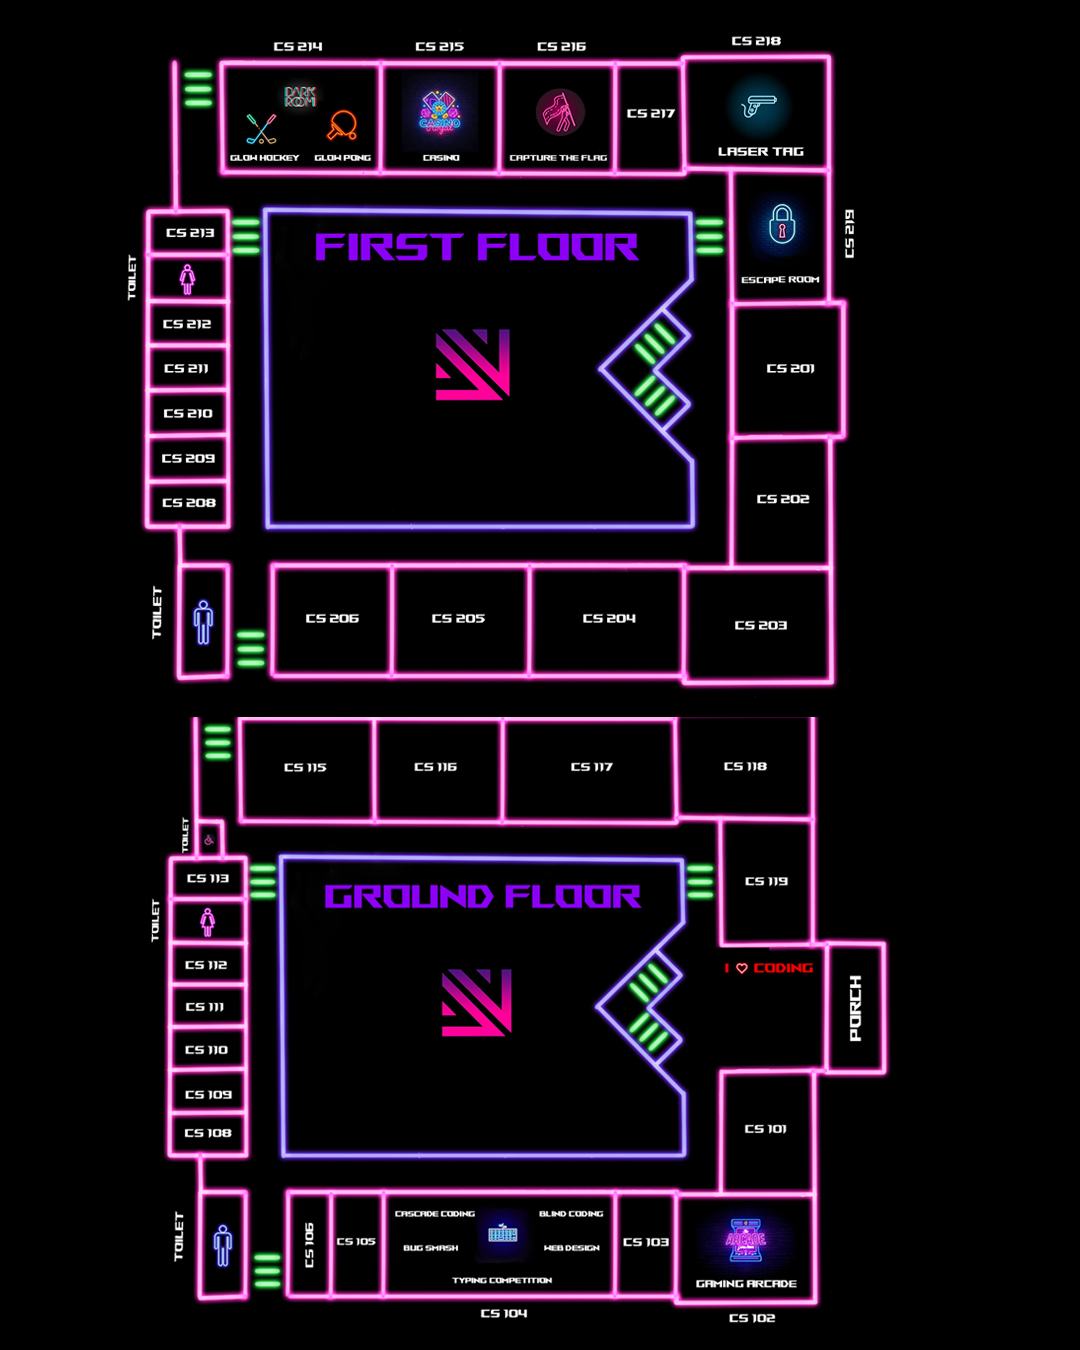 CS 214
CS 215
CS 216
CS 218
DARK
ROOM
GLOW HOCKEY
GLOW PONG
CASINO
Night
CASINO
CAPTURE THE FLAG
CS 217
LASER TAG
CS 213
TOILET
CS 212
CS 211
CS 210
CS 209
CS 208
TOILET
FIRST FLOOR
CS 219
ESCAPE ROOM
CS 201
CS 202
CS 206
CS 205
CS 204
CS 203
CS 115
CS 116
CS 117
CS 118
TOILET
CS 113
TOILET
CS 112
CS 111
CS 110
CS 109
CS 108
TOILET
GROUND FLOOR
CS 119
I ♡ CODING
PORCH
CS 101
CS 106
CS 105
CASCADE CODING
BLIND CODING
BUG SMASH
WEB DESIGN
TYPING COMPETITION
CS 103
ARCADE
GAMING ARCADE
CS 104
CS 102